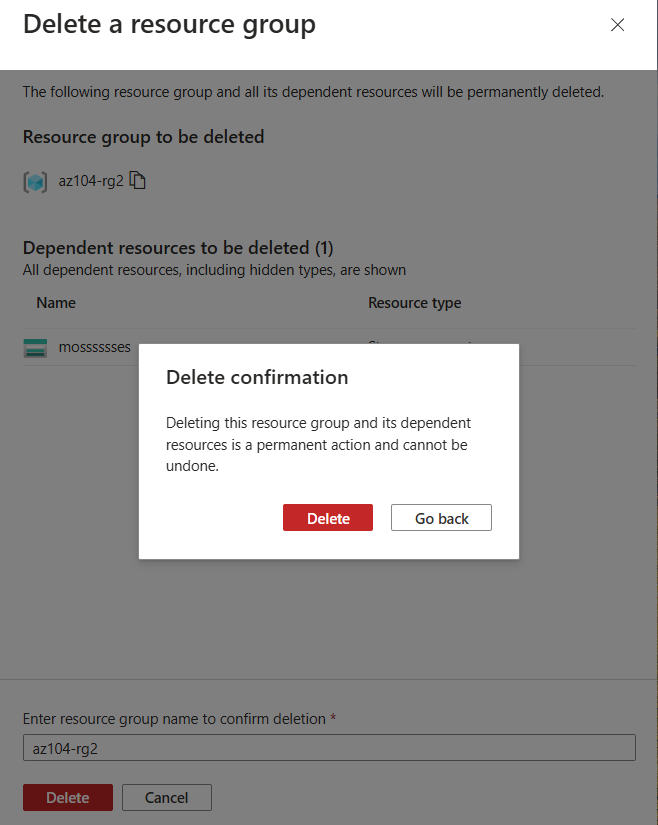 Delete a resource group
The following resource group and all its dependent resources will be permanently deleted.
Resource group to be deleted
az104-rg2
Dependent resources to be deleted (1)
All dependent resources, including hidden types, are shown
Name Resource type
mosssssses
Delete confirmation
Deleting this resource group and its dependent
resources is a permanent action and cannot be
undone.
Delete Go back
Enter resource group name to confirm deletion *
az104-rg2
Delete Cancel